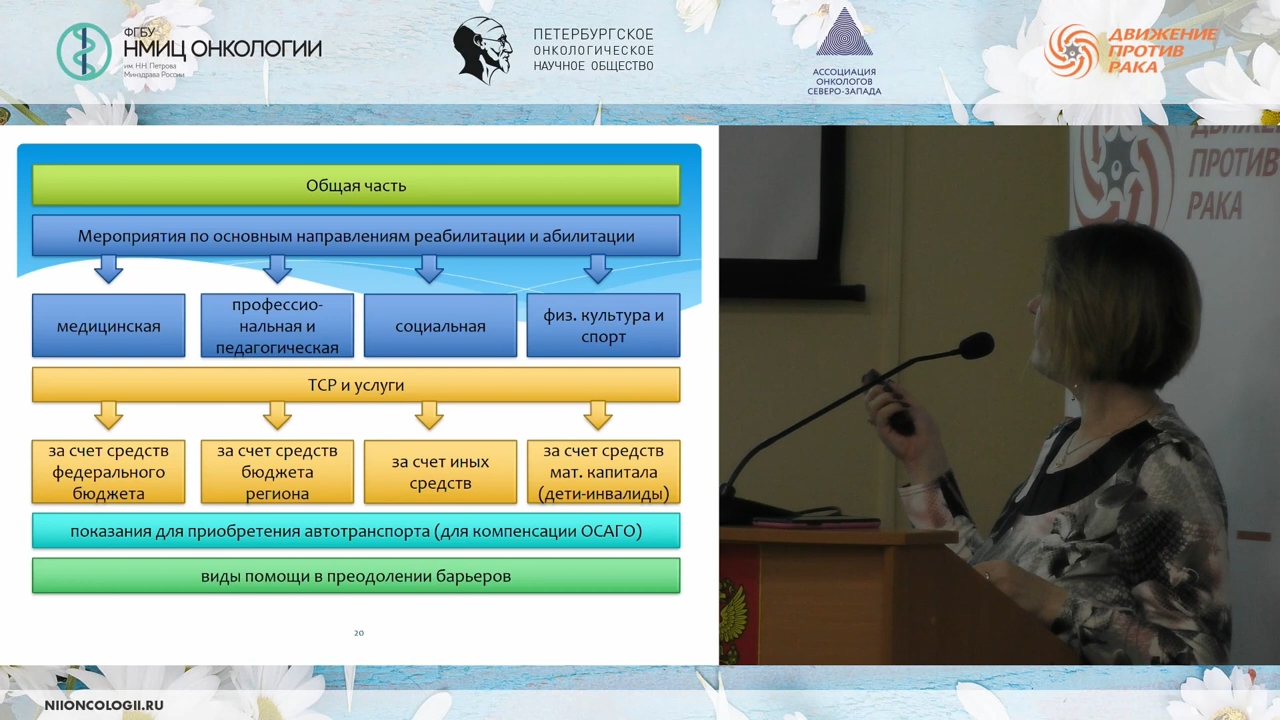 ФГБУ
НМИЦ ОНКОЛОГИИ
им. Н.Н. Петрова
Минздрава России
ПЕТЕРБУРГСКОЕ
ОНКОЛОГИЧЕСКОЕ
НАУЧНОЕ ОБЩЕСТВО
АССОЦИАЦИЯ
ОНКОЛОГОВ
СЕВЕРО-ЗАПАДА
ДВИЖЕНИЕ
ПРОТИВ
РАКА
Общая часть
Мероприятия по основным направлениям реабилитации и абилитации
медицинская
профессио-
нальная и
педагогическая
социальная
физ. культура и
спорт
ТСР и услуги
за счет средств
федерального
бюджета
за счет средств
бюджета
региона
за счет иных
средств
за счет средств
мат. капитала
(дети-инвалиды)
показания для приобретения автотранспорта (для компенсации ОСАГО)
виды помощи в преодолении барьеров
20
ПРОТИВ
РАКА
NIIONCOLOGII.RU